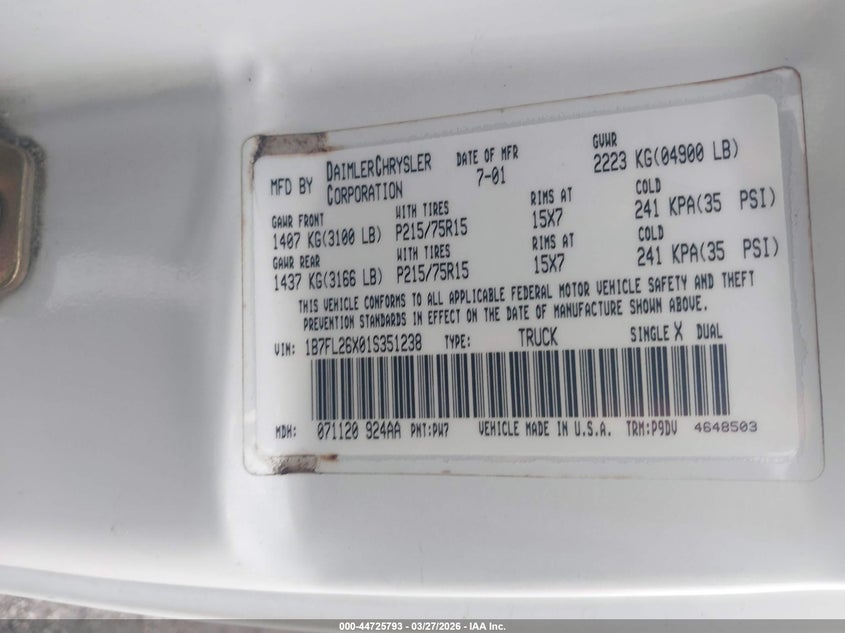 MFD BY DAIMLERCHRYSLER CORPORATION DATE OF MFR 7-01 GVWR 2223 KG(04900 LB)
GAWR FRONT WITH TIRES RIMS AT COLD
1407 KG(3100 LB) P215/75R15 15X7 241 KPA(35 PSI)
GAWR REAR WITH TIRES RIMS AT COLD
1437 KG(3166 LB) P215/75R15 15X7 241 KPA(35 PSI)
THIS VEHICLE CONFORMS TO ALL APPLICABLE FEDERAL MOTOR VEHICLE SAFETY AND THEFT
PREVENTION STANDARDS IN EFFECT ON THE DATE OF MANUFACTURE SHOWN ABOVE.
VIN: 1B7FL26X01S351238 TYPE: TRUCK SINGLE X DUAL
MDH: 071120 924AA PNT:PW7 VEHICLE MADE IN U.S.A. TRM:P9DV 4648503
000-44725793 / 03/27/2026 - IAA Inc.